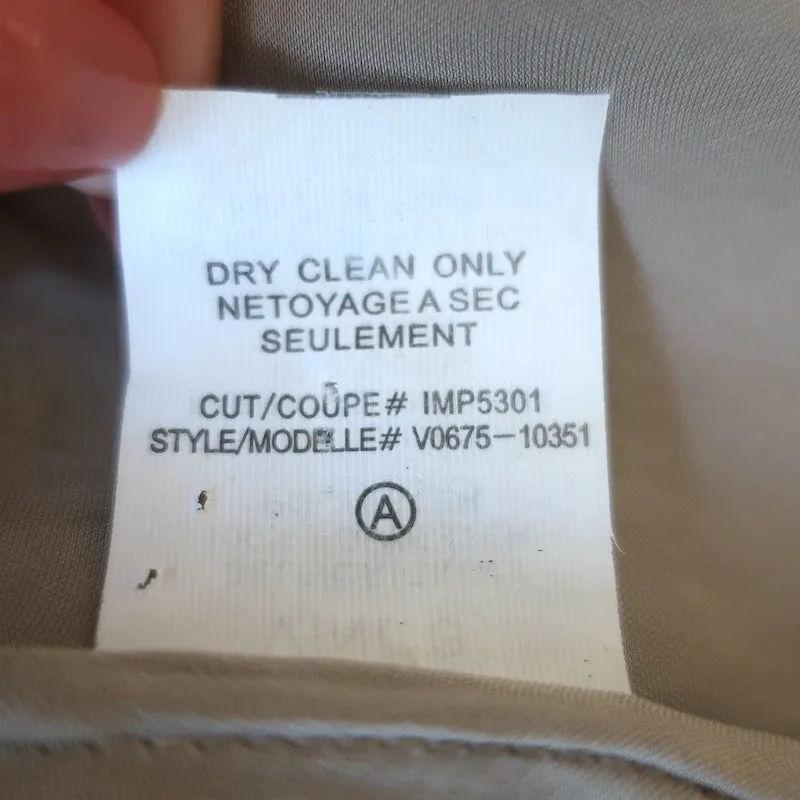 DRY CLEAN ONLY
NETOYAGE A SEC
SEULEMENT
CUT/COUPE# IMP5301
STYLE/MODELLE# V0675-10351
A